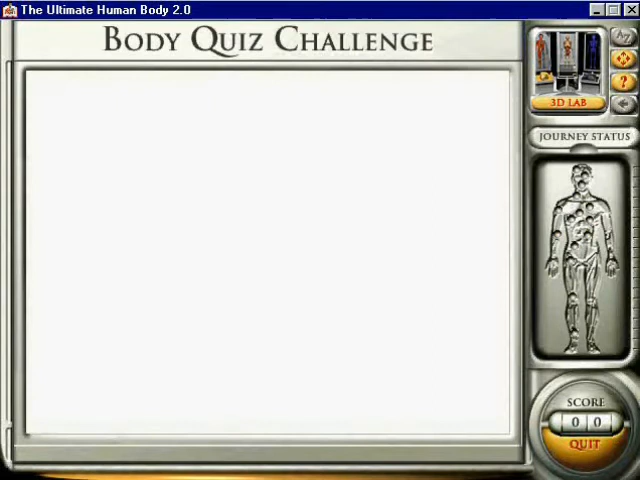 The Ultimate Human Body 2.0
BODY QUIZ CHALLENGE
A Z
?
3D LAB
JOURNEY STATUS
SCORE
0 0
QUIT